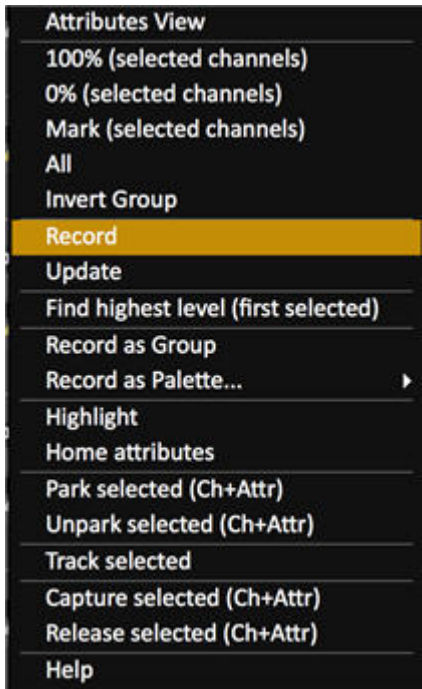 Attributes View
100% (selected channels)
0% (selected channels)
Mark (selected channels)
All
Invert Group
Record
Update
Find highest level (first selected)
Record as Group
Record as Palette...
Highlight
Home attributes
Park selected (Ch+Attr)
Unpark selected (Ch+Attr)
Track selected
Capture selected (Ch+Attr)
Release selected (Ch+Attr)
Help